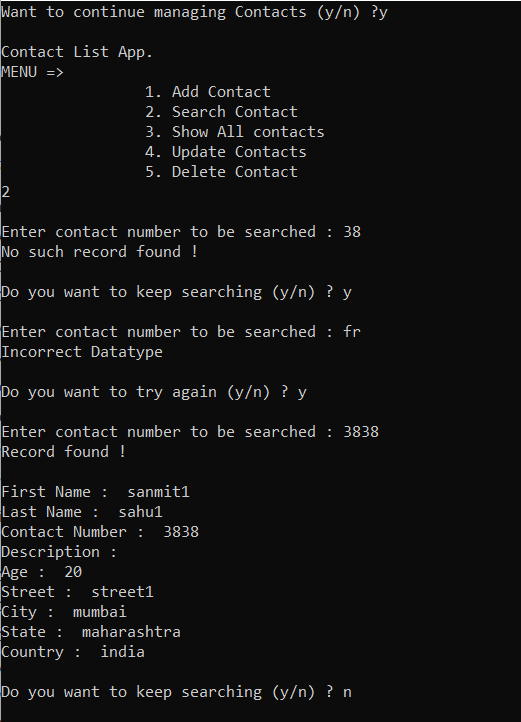 Want to continue managing Contacts (y/n) ?y
Contact List App.
MENU =>
1. Add Contact
2. Search Contact
3. Show All contacts
4. Update Contacts
5. Delete Contact
2
Enter contact number to be searched : 38
No such record found !
Do you want to keep searching (y/n) ? y
Enter contact number to be searched : fr
Incorrect Datatype
Do you want to try again (y/n) ? y
Enter contact number to be searched : 3838
Record found !
First Name :  sanmit1
Last Name :  sahu1
Contact Number :  3838
Description :
Age :  20
Street :  street1
City :  mumbai
State :  maharashtra
Country :  india
Do you want to keep searching (y/n) ? n